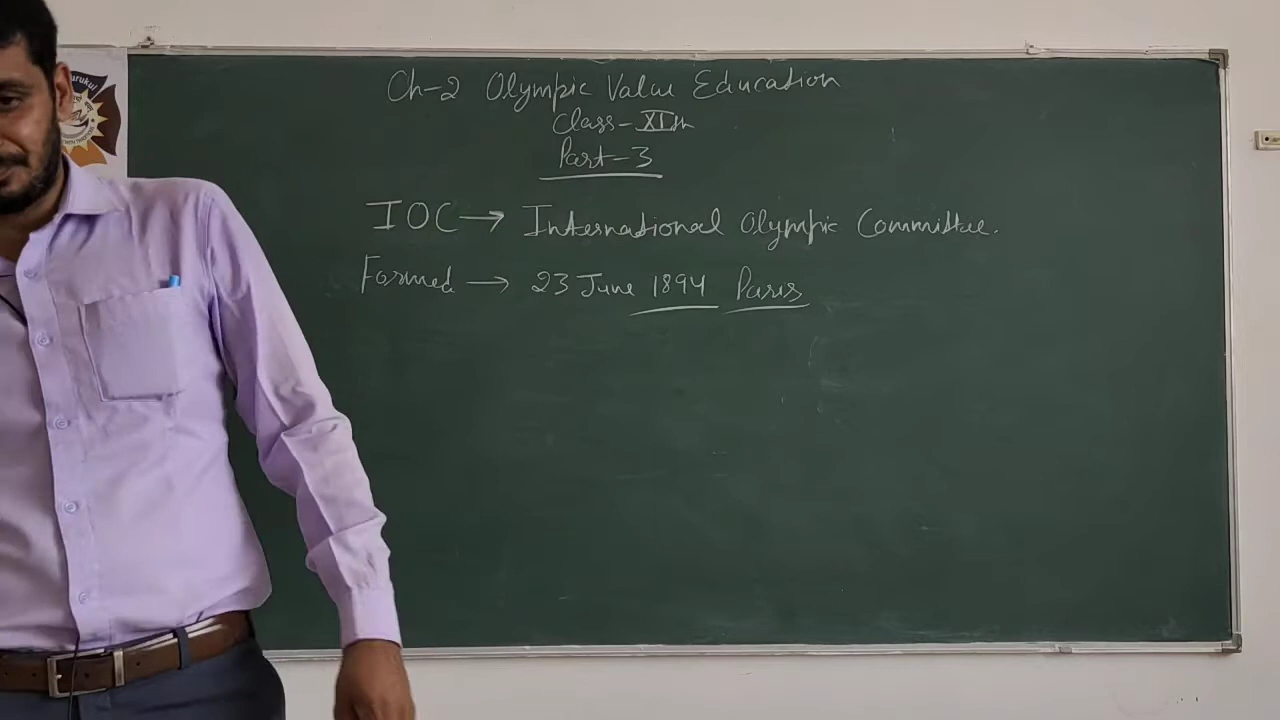 Ch-2 Olympic Value Education
Class-XIth
Part-3
IOC → International Olympic Committee.
Formed → 23 June 1894 Paris